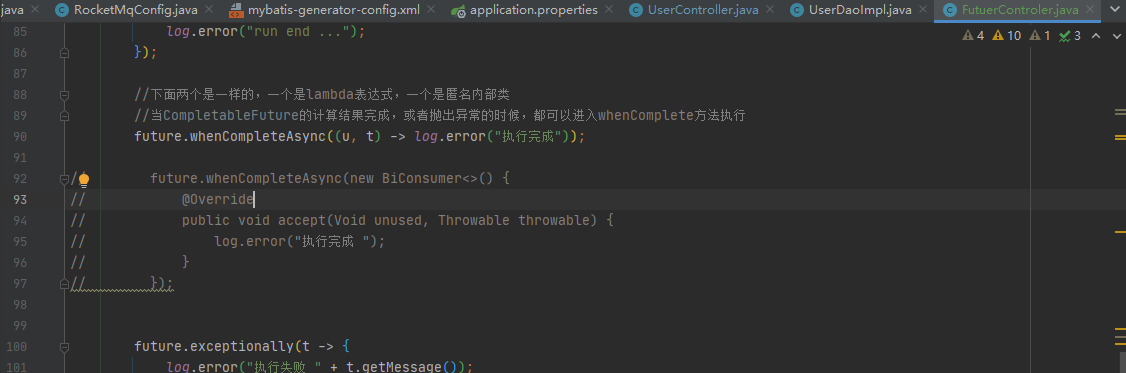 java RocketMqConfig.java mybatis-generator-config.xml application.properties UserController.java UserDaoImpl.java FutuerControler.java
4 10 1 3
85 log.error("run end ...");
86 });
87
88 //下面两个是一样的，一个是lambda表达式，一个是匿名内部类
89 //当CompletableFuture的计算结果完成，或者抛出异常的时候，都可以进入whenComplete方法执行
90 future.whenCompleteAsync((u, t) -> log.error("执行完成"));
91
92 // future.whenCompleteAsync(new BiConsumer<>() {
93 // @Override
94 // public void accept(Void unused, Throwable throwable) {
95 // log.error("执行完成 ");
96 // }
97 // });
98
99
100 future.exceptionally(t -> {
101 log.error("执行失败 " + t.getMessage());